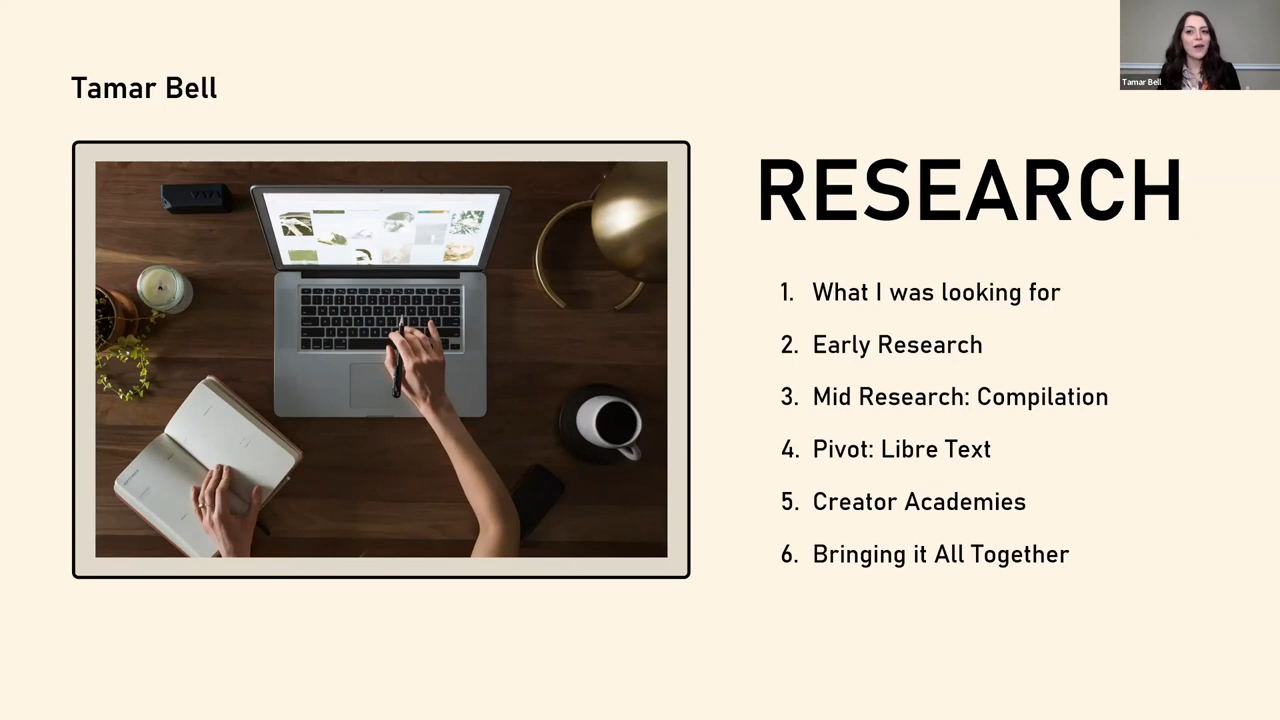 Tamar Bell
Tamar Bell
RESEARCH
1. What I was looking for
2. Early Research
3. Mid Research: Compilation
4. Pivot: Libre Text
5. Creator Academies
6. Bringing it All Together